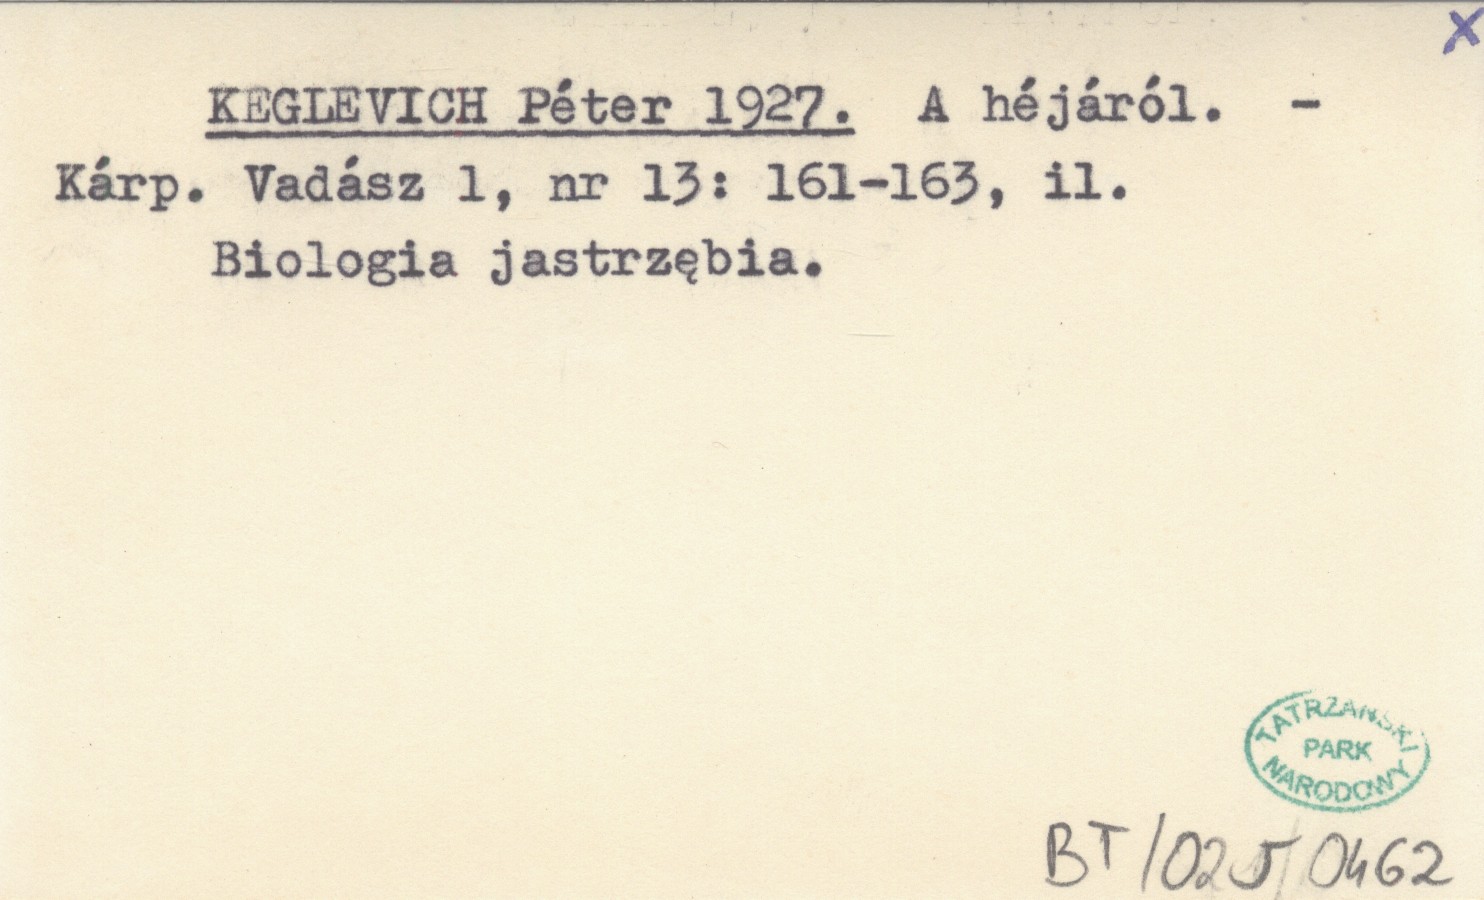 x
KEGLEVICH Péter 1927. A héjáról. -
Kárp. Vadász 1, nr 13: 161-163, il.
Biologia jastrzębia.
TATRZAŃSKI
PARK
NARODOWY
BT/025/0462